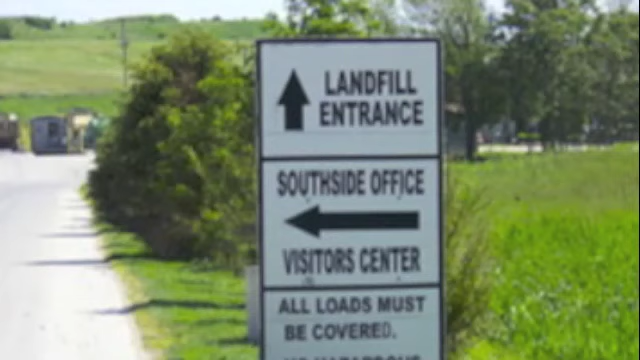 LANDFILL
ENTRANCE
SOUTHSIDE OFFICE
VISITORS CENTER
ALL LOADS MUST
BE COVERED.